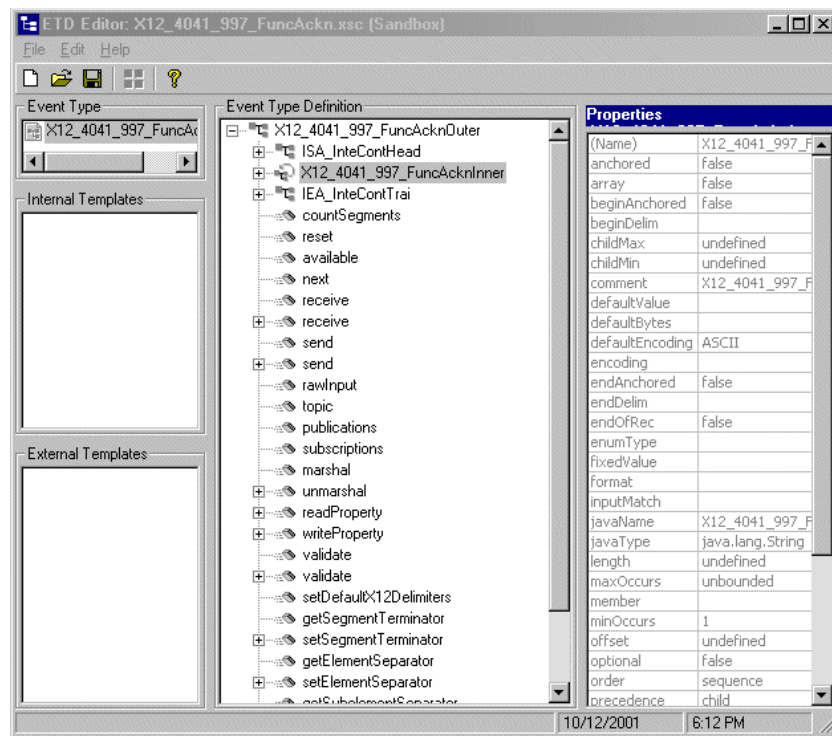 ETD Editor: X12_4041_997_FuncAckn.xsc (Sandbox)
File Edit Help
Event Type
X12_4041_997_FuncAc
Internal Templates
External Templates
Event Type Definition
X12_4041_997_FuncAcknOuter
ISA_InteContHead
X12_4041_997_FuncAcknInner
IEA_InteContTrai
countSegments
reset
available
next
receive
receive
send
send
rawInput
topic
publications
subscriptions
marshal
unmarshal
readProperty
writeProperty
validate
validate
setDefaultX12Delimiters
getSegmentTerminator
setSegmentTerminator
getElementSeparator
setElementSeparator
getSubelementSeparator
Properties
(Name) X12_4041_997_F
anchored false
array false
beginAnchored false
beginDelim
childMax undefined
childMin undefined
comment X12_4041_997_F
defaultValue
defaultBytes
defaultEncoding ASCII
encoding
endAnchored false
endDelim
endOfRec false
enumType
fixedValue
format
inputMatch
javaName X12_4041_997_F
javaType java.lang.String
length undefined
maxOccurs unbounded
member
minOccurs 1
offset undefined
optional false
order sequence
precedence child
10/12/2001 6:12 PM